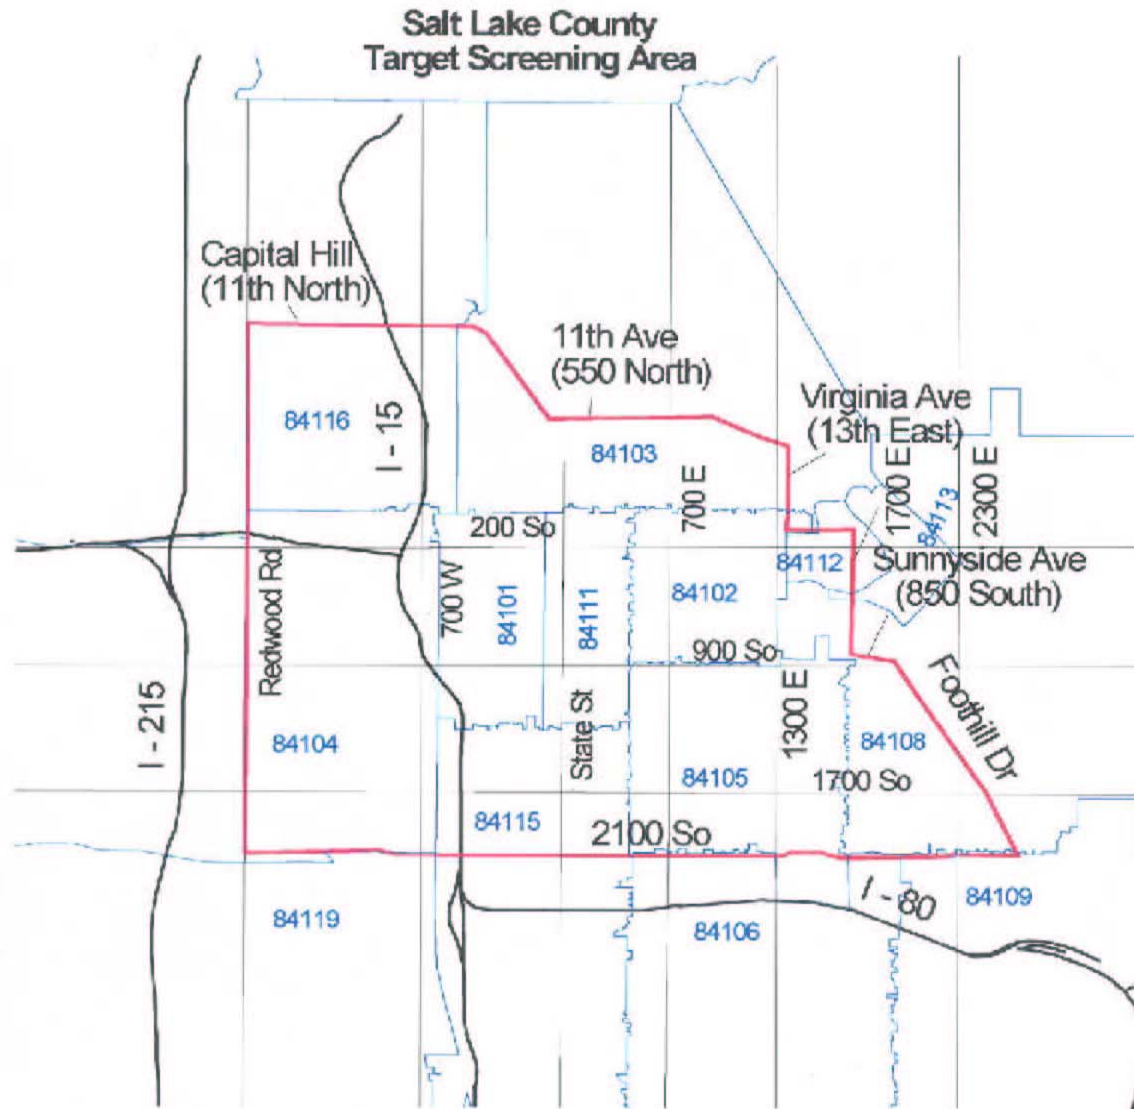 Salt Lake County
Target Screening Area
Capital Hill
(11th North)
11th Ave
(550 North)
Virginia Ave
(13th East)
84116
I - 15
84103
700 E
1700 E
84113
2300 E
200 So
Redwood Rd
700 W
84101
84111
84102
84112
Sunnyside Ave
(850 South)
900 So
I - 215
84104
State St
1300 E
84108
Foothill Dr
84105
1700 So
84115
2100 So
84119
84106
I - 80
84109